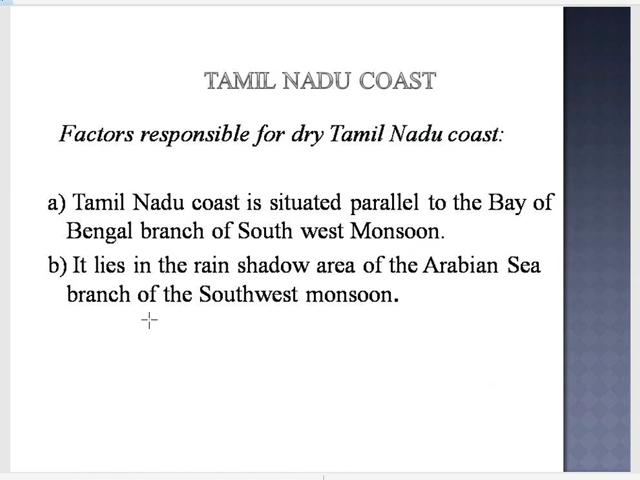 TAMIL NADU COAST
Factors responsible for dry Tamil Nadu coast:
a) Tamil Nadu coast is situated parallel to the Bay of
Bengal branch of South west Monsoon.
b) It lies in the rain shadow area of the Arabian Sea
branch of the Southwest monsoon.